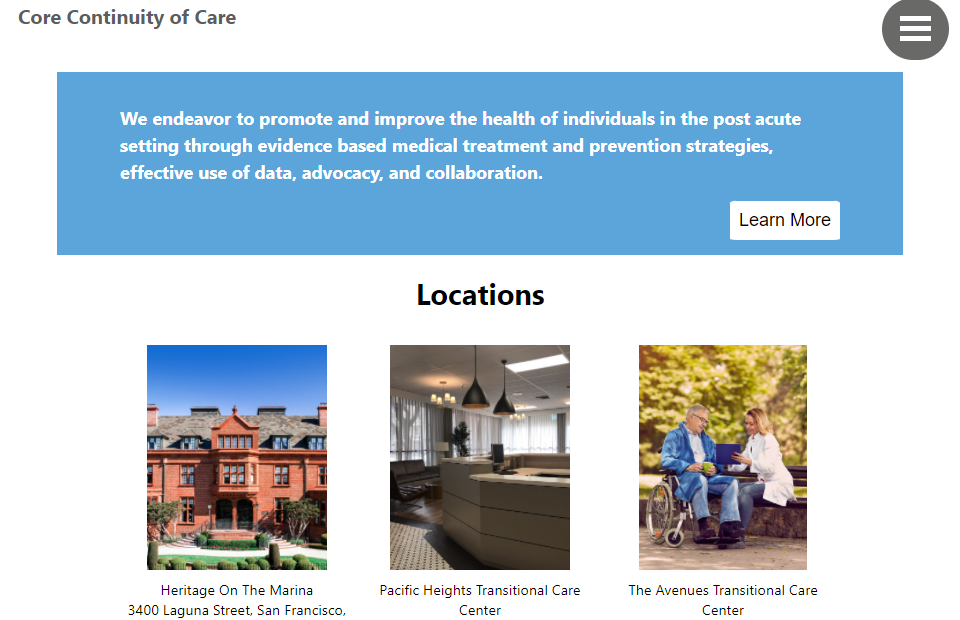 Core Continuity of Care
We endeavor to promote and improve the health of individuals in the post acute
setting through evidence based medical treatment and prevention strategies,
effective use of data, advocacy, and collaboration.
Learn More
Locations
Heritage On The Marina
3400 Laguna Street, San Francisco,
Pacific Heights Transitional Care
Center
The Avenues Transitional Care
Center